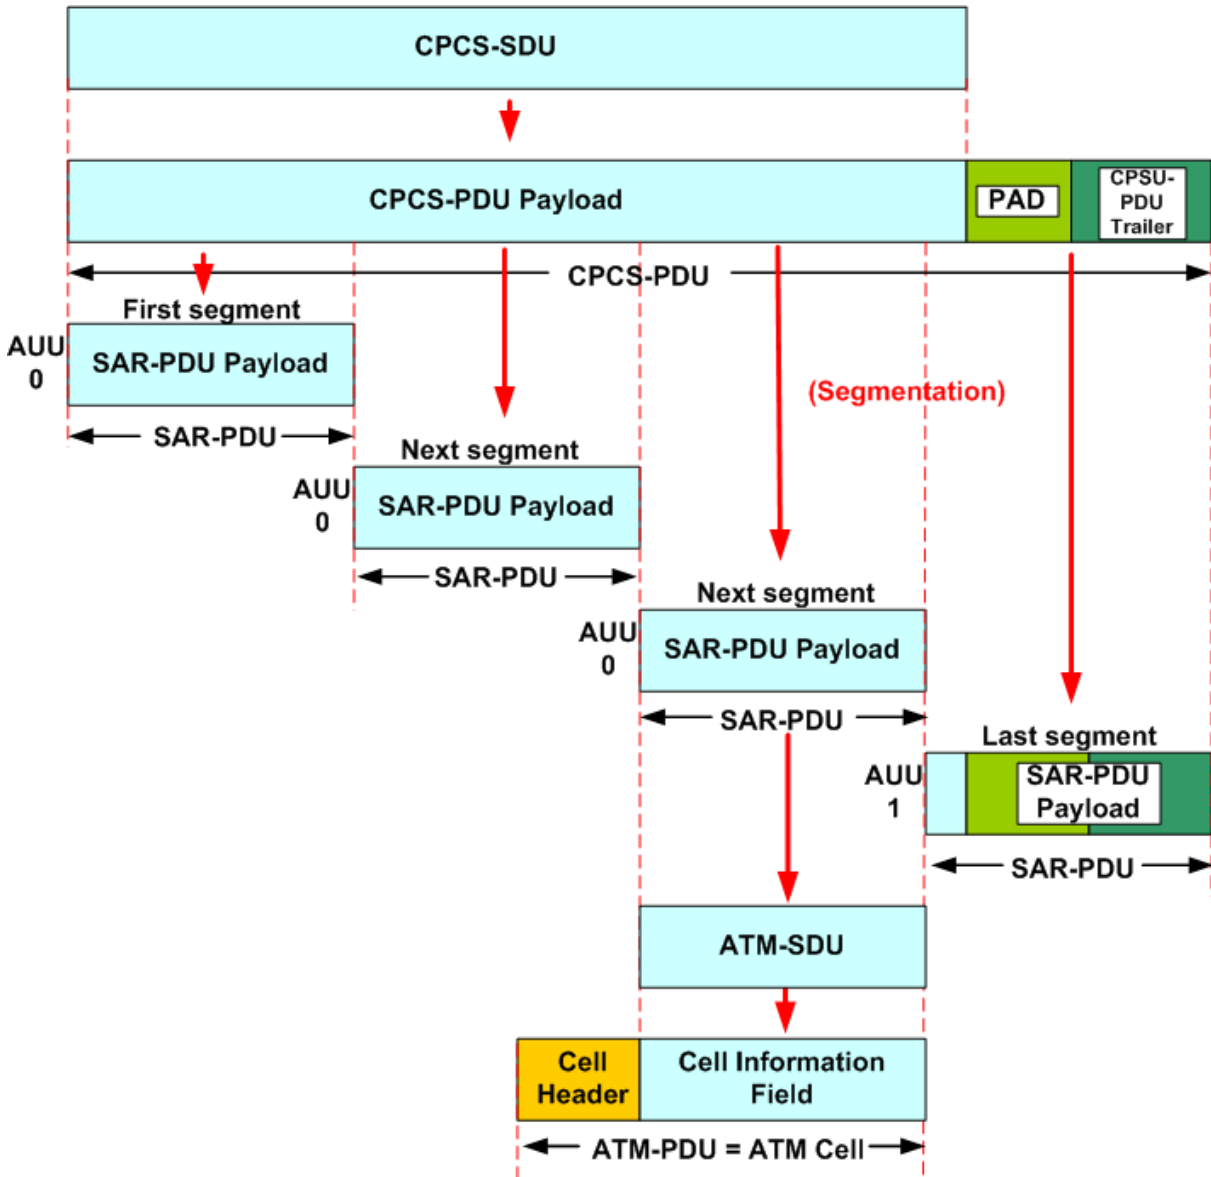 CPCS-SDU
CPCS-PDU Payload
PAD
CPSU-
PDU
Trailer
CPCS-PDU
First segment
AUU
0
SAR-PDU Payload
(Segmentation)
SAR-PDU
Next segment
AUU
0
SAR-PDU Payload
SAR-PDU
Next segment
AUU
0
SAR-PDU Payload
SAR-PDU
Last segment
AUU
1
SAR-PDU
Payload
SAR-PDU
ATM-SDU
Cell
Header
Cell Information
Field
ATM-PDU = ATM Cell